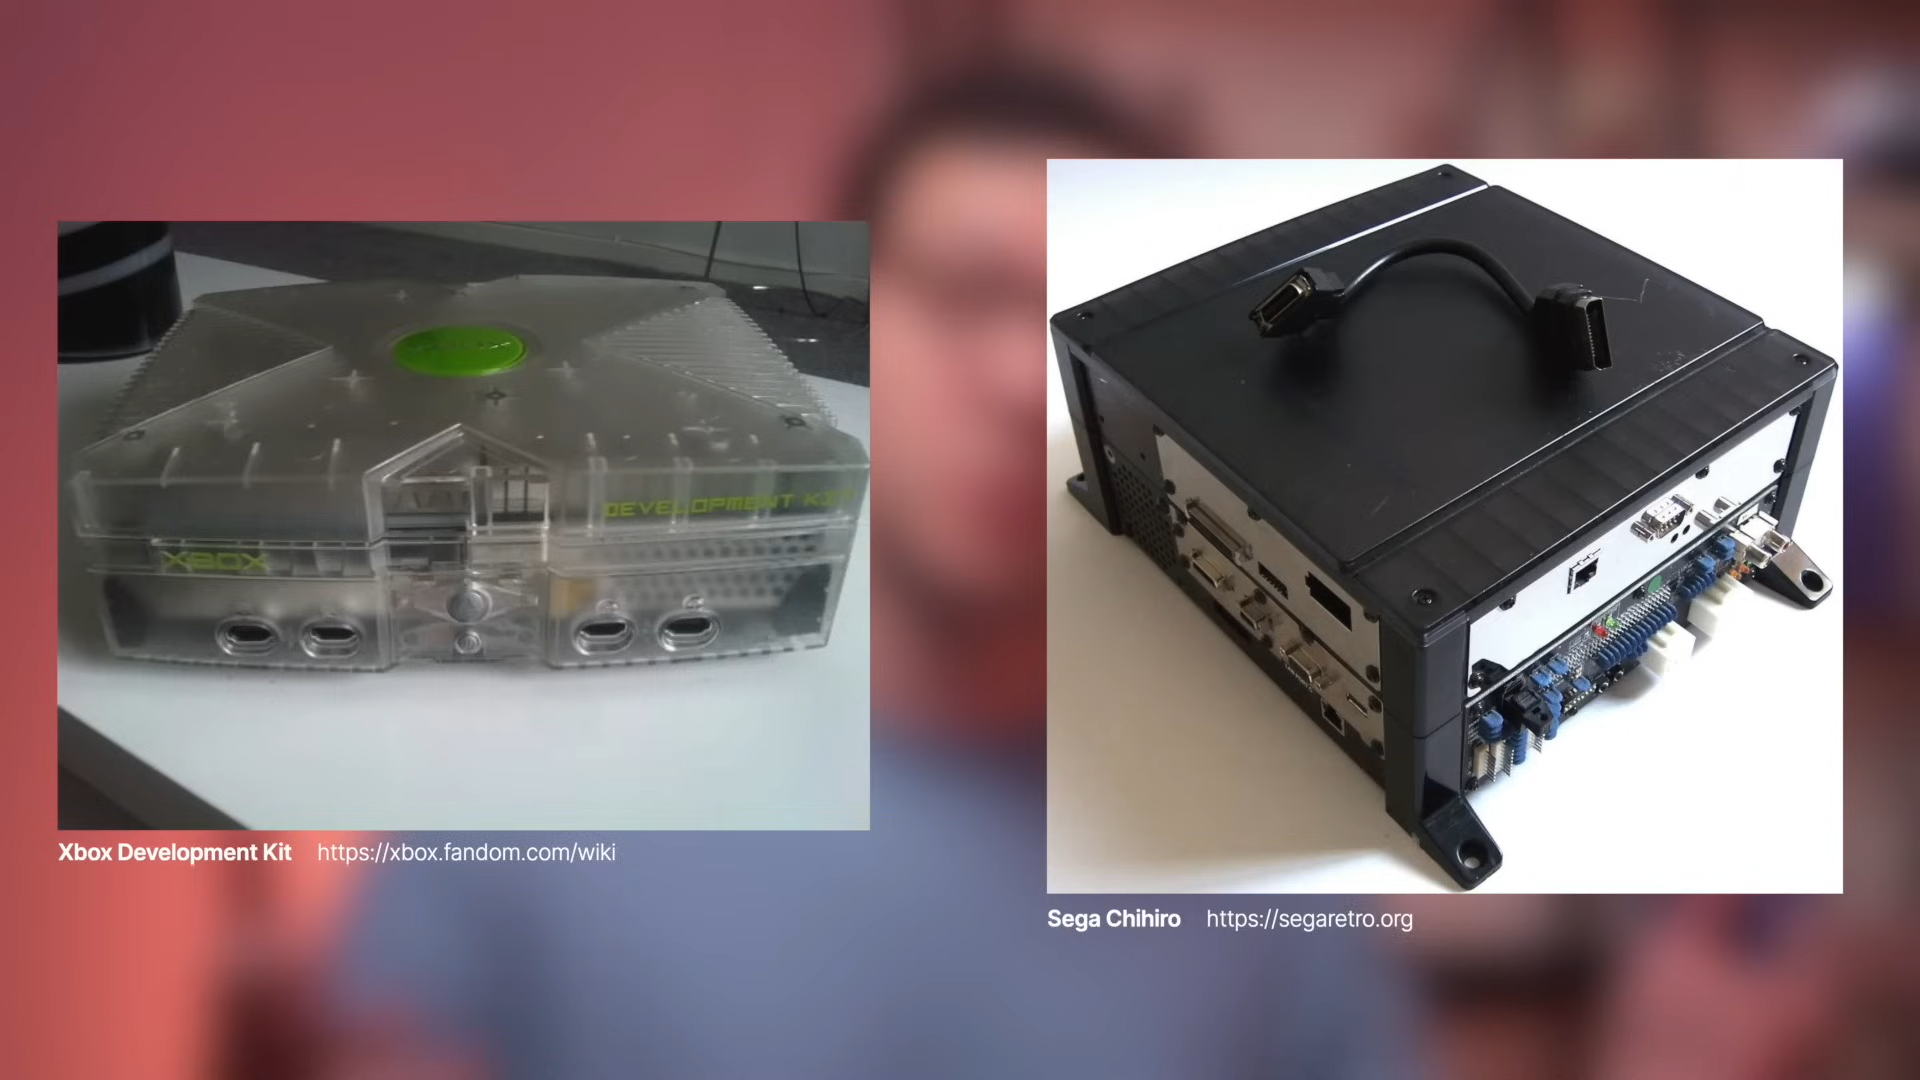 DEVELOPMENT KIT
XBOX
Xbox Development Kit https://xbox.fandom.com/wiki
Sega Chihiro https://segaretro.org